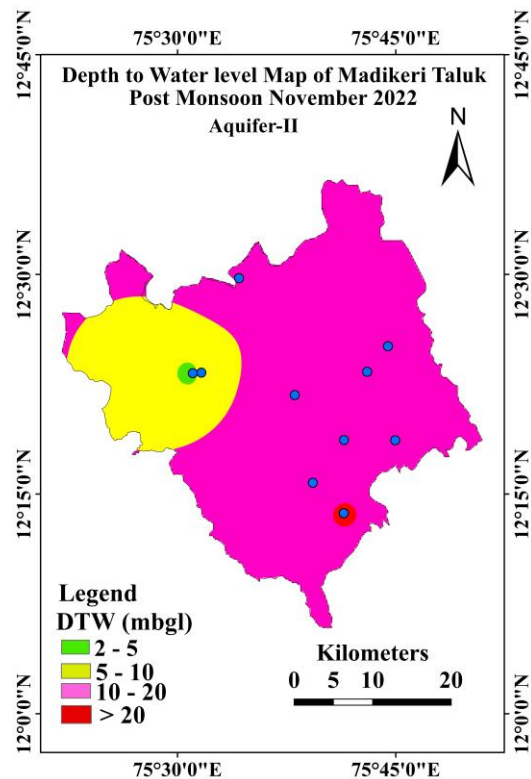 75°30'0"E 75°45'0"E
12°45'0"N 12°45'0"N
Depth to Water level Map of Madikeri Taluk
Post Monsoon November 2022
Aquifer-II
N
12°30'0"N 12°30'0"N
12°15'0"N 12°15'0"N
Legend
DTW (mbgl)
2 - 5
5 - 10
10 - 20
> 20
Kilometers
0 5 10 20
12°0'0"N 12°0'0"N
75°30'0"E 75°45'0"E